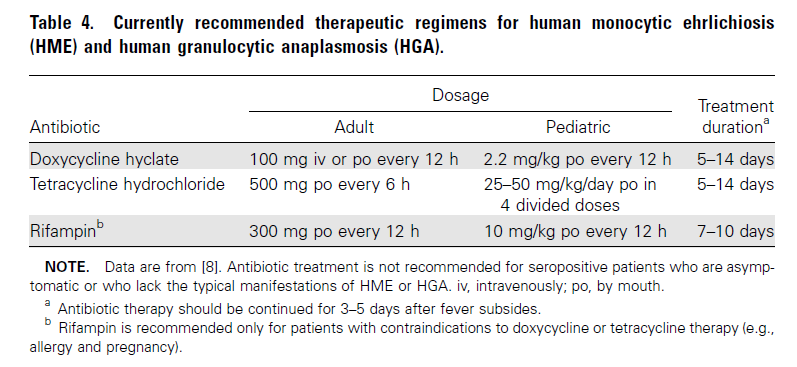 Table 4. Currently recommended therapeutic regimens for human monocytic ehrlichiosis
(HME) and human granulocytic anaplasmosis (HGA).
Dosage
Treatment
Antibiotic Adult Pediatric durationa
Doxycycline hyclate 100 mg iv or po every 12 h 2.2 mg/kg po every 12 h 5–14 days
Tetracycline hydrochloride 500 mg po every 6 h 25–50 mg/kg/day po in 5–14 days
4 divided doses
Rifampinb 300 mg po every 12 h 10 mg/kg po every 12 h 7–10 days
NOTE. Data are from [8]. Antibiotic treatment is not recommended for seropositive patients who are asymp-
tomatic or who lack the typical manifestations of HME or HGA. iv, intravenously; po, by mouth.
a Antibiotic therapy should be continued for 3–5 days after fever subsides.
b Rifampin is recommended only for patients with contraindications to doxycycline or tetracycline therapy (e.g.,
allergy and pregnancy).